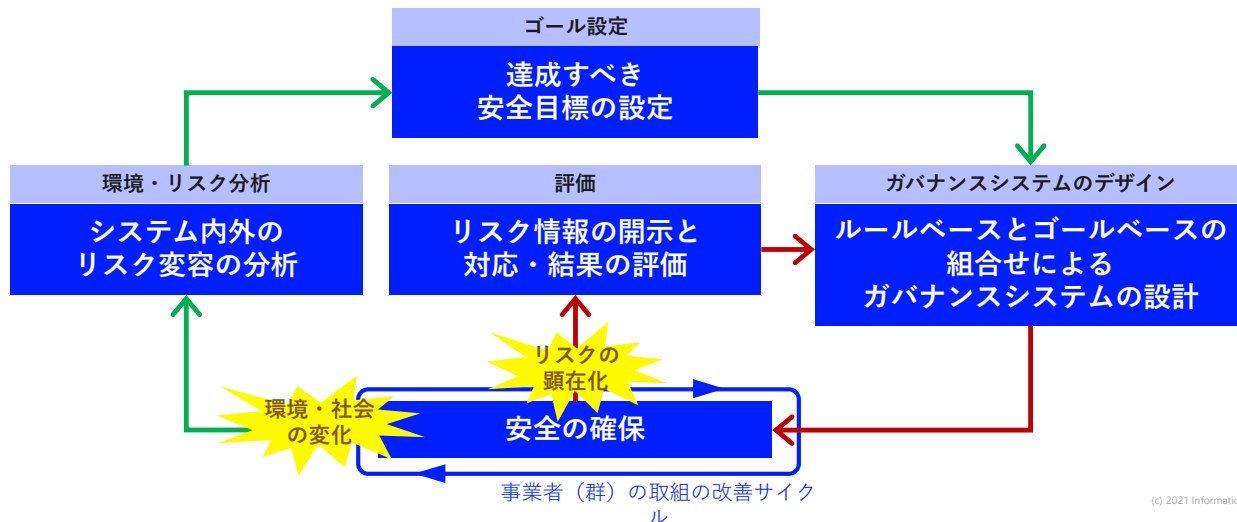 ゴール設定
達成すべき
安全目標の設定
環境・リスク分析
システム内外の
リスク変容の分析
評価
リスク情報の開示と
対応・結果の評価
ガバナンスシステムのデザイン
ルールベースとゴールベースの
組合せによる
ガバナンスシステムの設計
リスクの
顕在化
環境・社会
の変化
安全の確保
事業者（群）の取組の改善サイク
ル
(c) 2021 Informatic